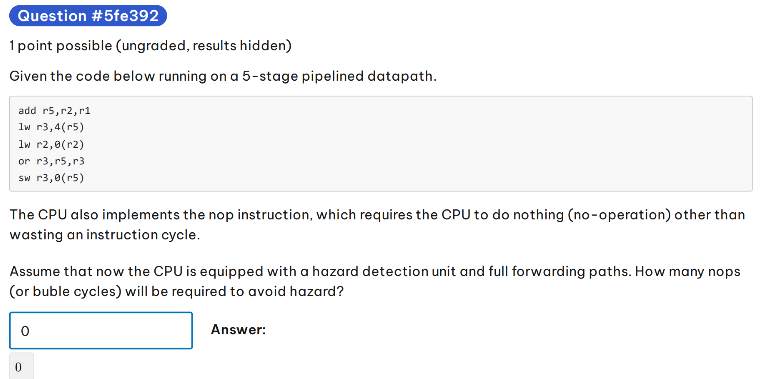 Question #5fe392
1 point possible (ungraded, results hidden)
Given the code below running on a 5-stage pipelined datapath.
add r5,r2,r1
lw r3,4(r5)
lw r2,0(r2)
or r3,r5,r3
sw r3,0(r5)
The CPU also implements the nop instruction, which requires the CPU to do nothing (no-operation) other than
wasting an instruction cycle.
Assume that now the CPU is equipped with a hazard detection unit and full forwarding paths. How many nops
(or buble cycles) will be required to avoid hazard?
0 Answer:
0